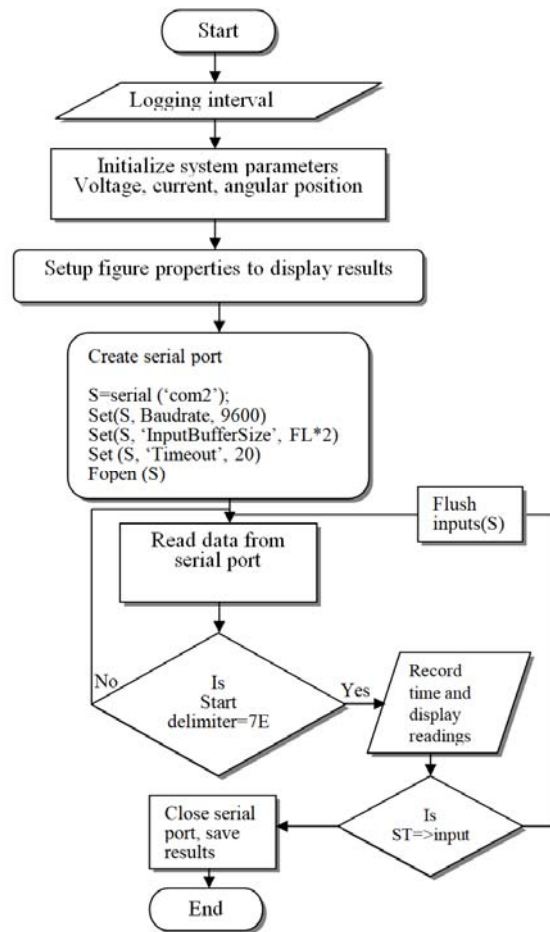 Start
Logging interval
Initialize system parameters
Voltage, current, angular position
Setup figure properties to display results
Create serial port
S=serial (‘com2’);
Set(S, Baudrate, 9600)
Set(S, ‘InputBufferSize’, FL*2)
Set (S, ‘Timeout’, 20)
Fopen (S)
Flush
inputs(S)
Read data from
serial port
No
Is
Start
delimiter=7E
Yes
Record
time and
display
readings
Is
ST=>input
Close serial
port, save
results
End